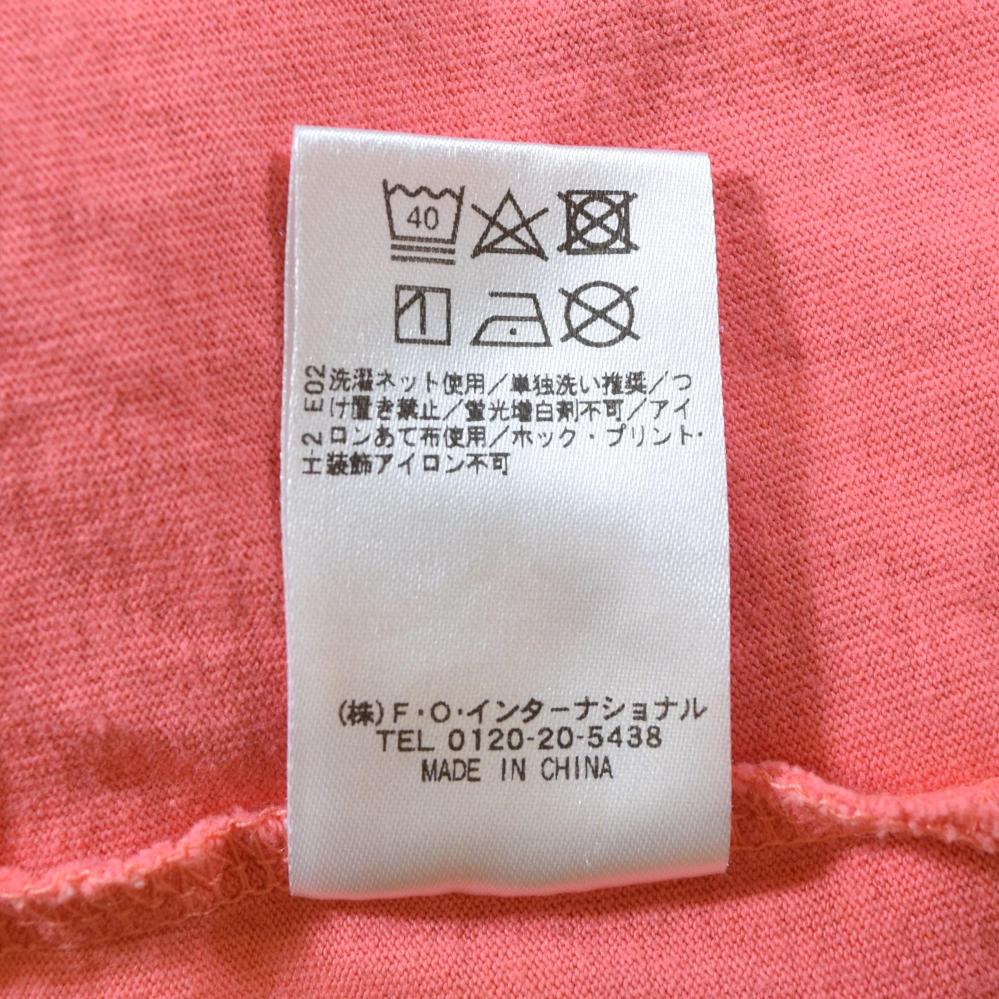 40
洗濯ネット使用/単独洗い推奨/つ
け置き禁止/蛍光増白剤不可/アイ
ロンあて布使用/ホック・プリント・
装飾アイロン不可
H-2 E02
(株)F・O・インターナショナル
TEL 0120-20-5438
MADE IN CHINA